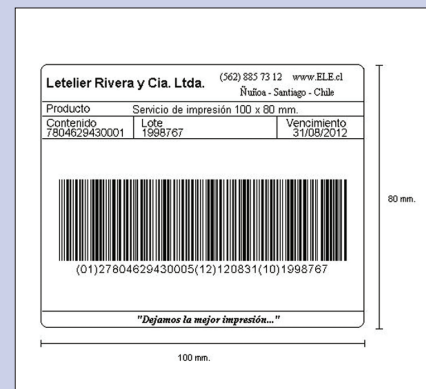 Letelier Rivera y Cia. Ltda.
(562) 885 73 12 www.ELE.cl
Ñuñoa - Santiago - Chile
Producto Servicio de impresión 100 x 80 mm.
Contenido Lote Vencimiento
7804629430001 1998767 31/08/2012
(01)27804629430005(12)120831(10)1998767
"Dejamos la mejor impresión..."
80 mm.
100 mm.